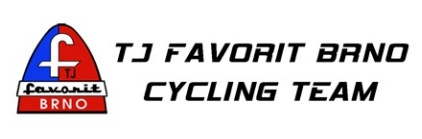 f
TJ
favorit
BRNO
TJ FAVORIT BRNO
CYCLING TEAM